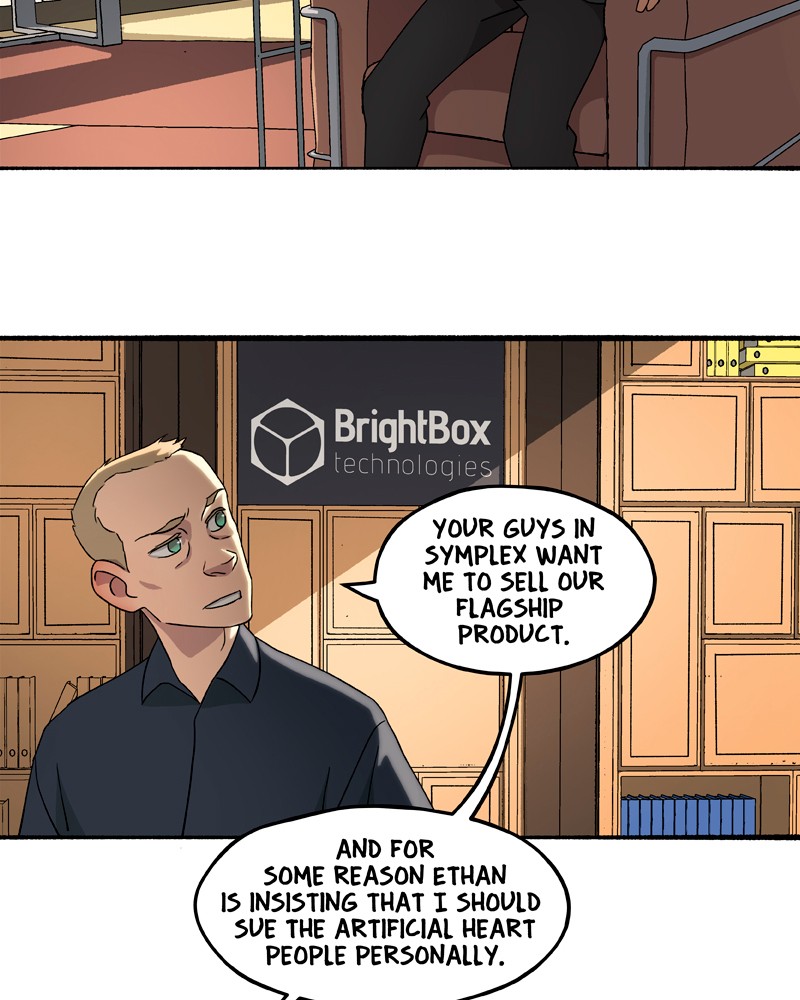 BrightBox
technologies
YOUR GUYS IN
SYMPLEX WANT
ME TO SELL OUR
FLAGSHIP
PRODUCT.
AND FOR
SOME REASON ETHAN
IS INSISTING THAT I SHOULD
SUE THE ARTIFICIAL HEART
PEOPLE PERSONALLY.